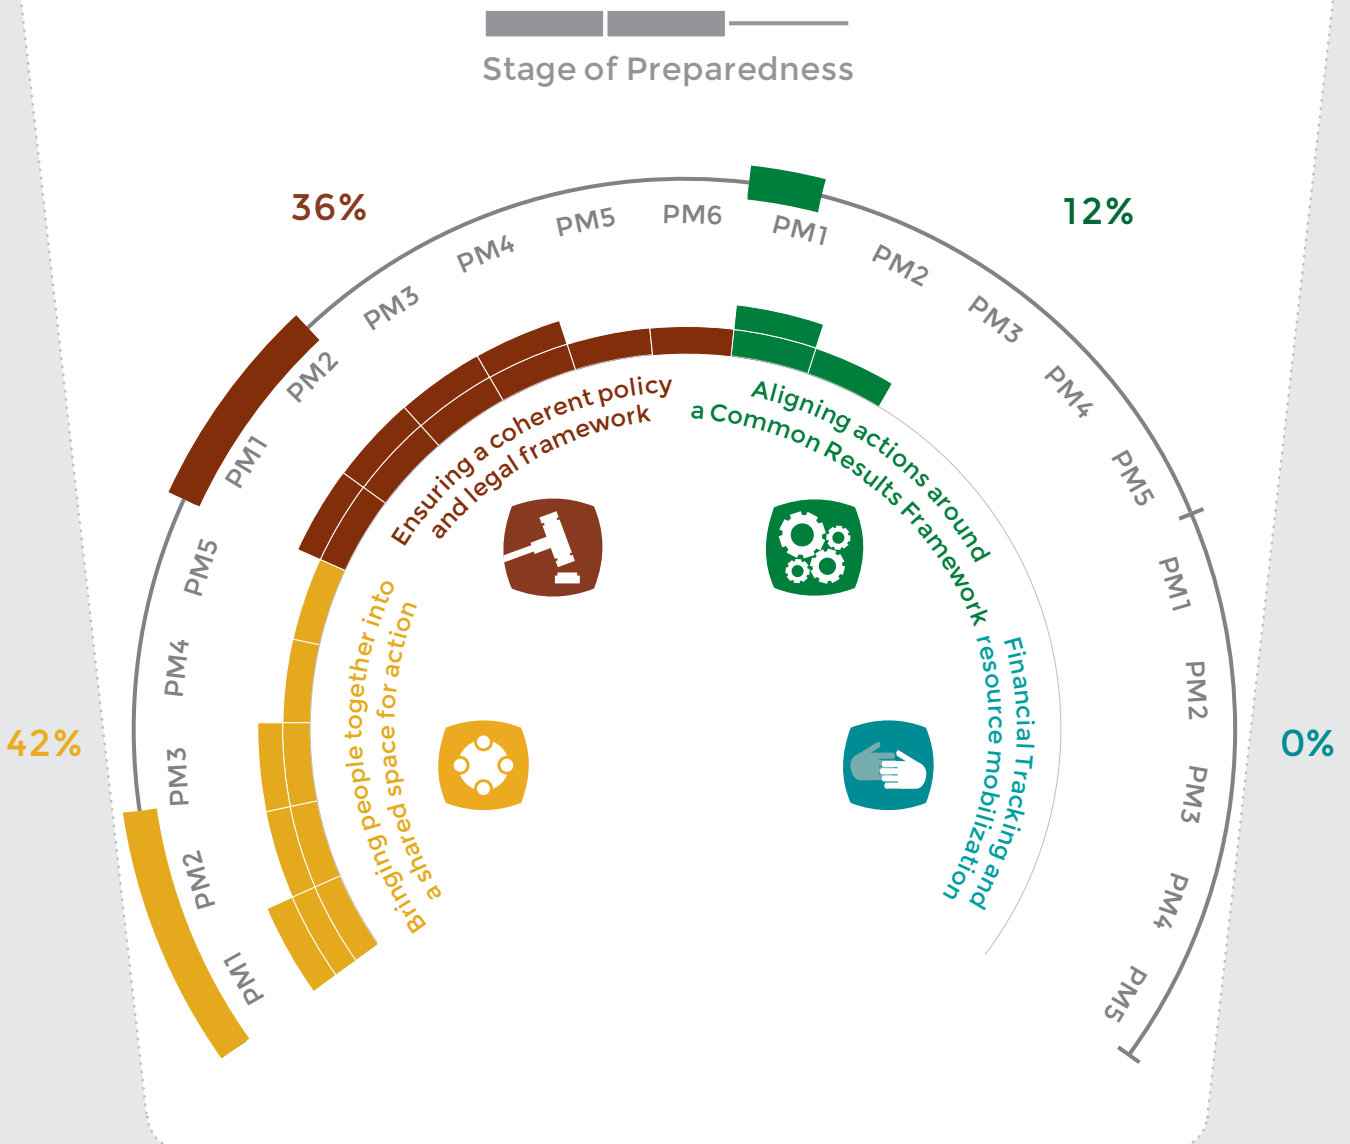 Stage of Preparedness
36%
12%
42%
0%
PM1
PM2
PM3
PM4
PM5
PM1
PM2
PM3
PM4
PM5
PM6
PM1
PM2
PM3
PM4
PM5
PM1
PM2
PM3
PM4
PM5
Bringing people together into
a shared space for action
Ensuring a coherent policy
and legal framework
Aligning actions around
a Common Results Framework
Financial Tracking and
resource mobilization